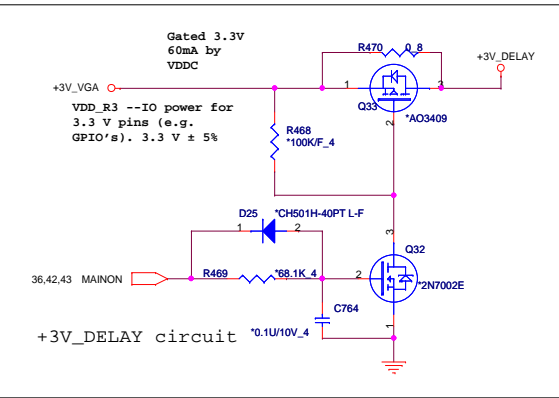 Gated 3.3V
60mA by
VDDC
R470 0_8
+3V_DELAY
+3V_VGA
1
3
Q33
*AO3409
2
VDD_R3 --IO power for
3.3 V pins (e.g.
GPIO's). 3.3 V ± 5%
R468
*100K/F_4
D25 *CH501H-40PT L-F
1 2
3
Q32
36,42,43 MAINON
R469 *68.1K_4
2
*2N7002E
C764
*0.1U/10V_4
1
+3V_DELAY circuit